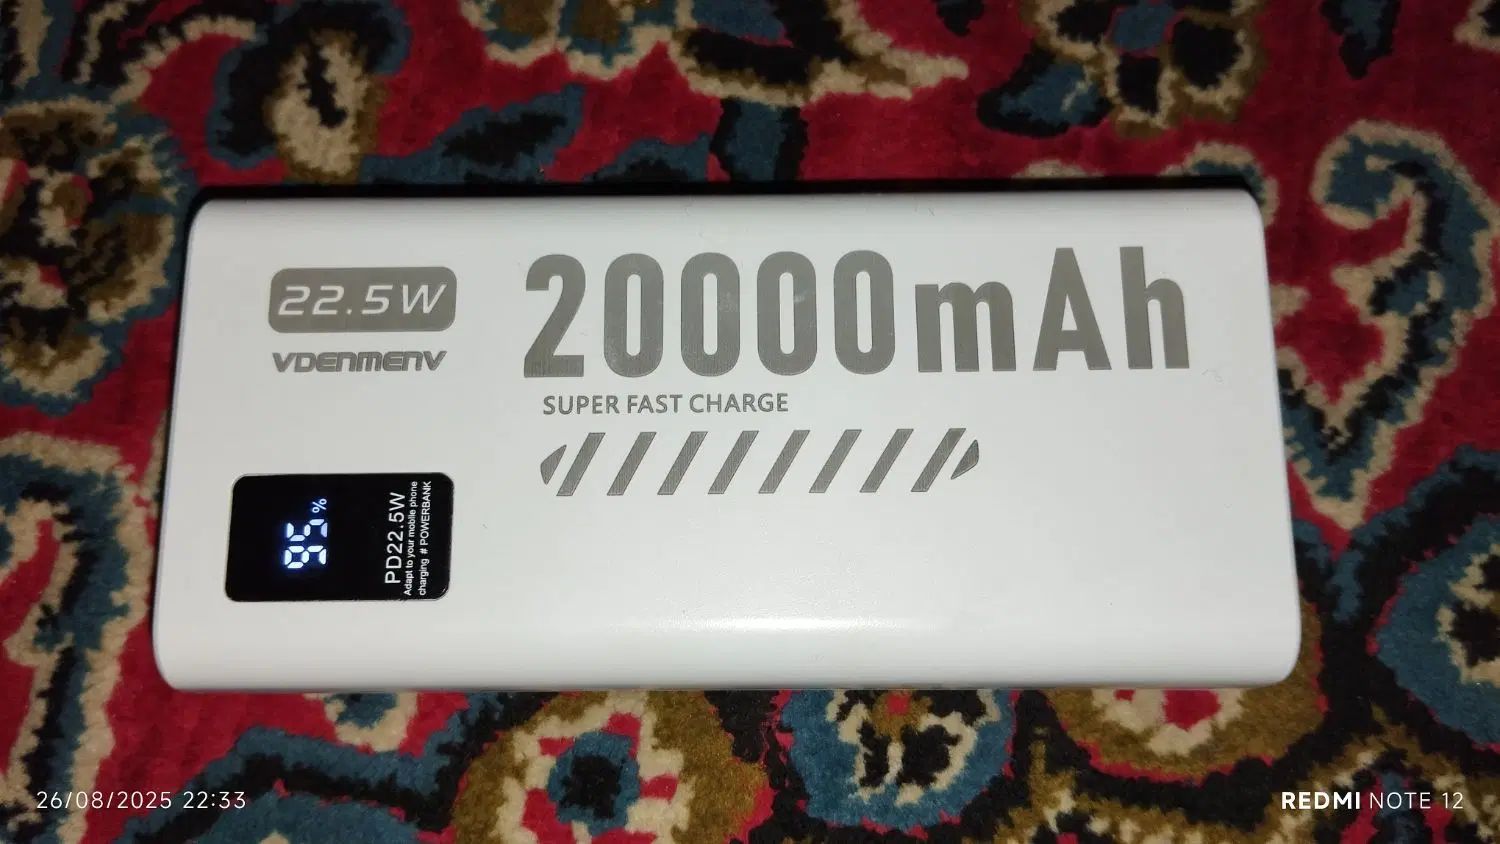 22.5W
VDENMENV
20000mAh
SUPER FAST CHARGE
95%
PD22.5W
Adapt to your mobile phone
charging # POWERBANK
26/08/2025 22:33
REDMI NOTE 12